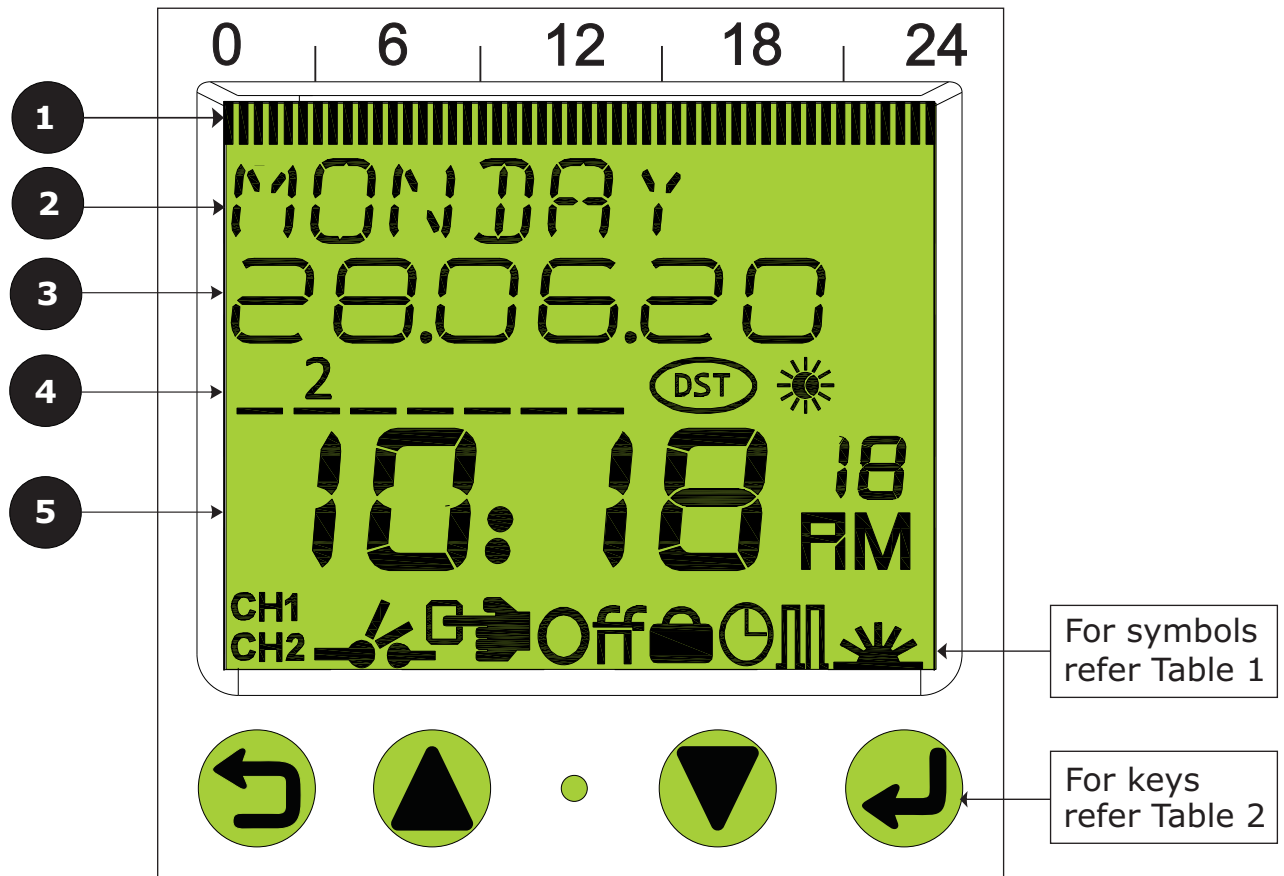 0 6 12 18 24
1
2 MONDAY
3 28.06.20
4 2 DST
5 10:18 18 AM
CH1
CH2 Off
For symbols
refer Table 1
For keys
refer Table 2